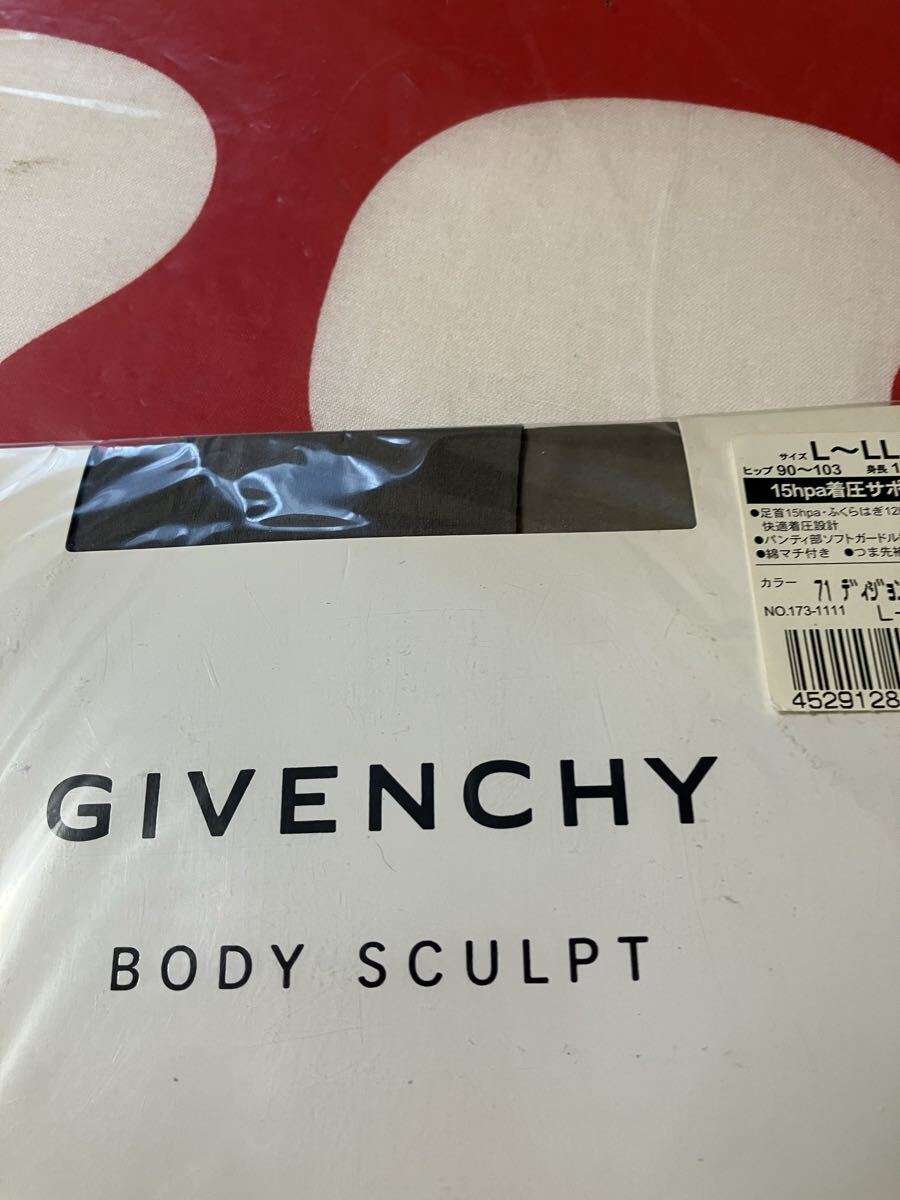 サイズ L〜LL
ヒップ 90〜103 身長 1
15hpa着圧サポ
●足首15hpa・ふくらはぎ12h
快適着圧設計
●パンティ部ソフトガードル
●綿マチ付き ●つま先補
カラー 71 ディジョン
NO.173-1111 L-
4529128
GIVENCHY
BODY SCULPT